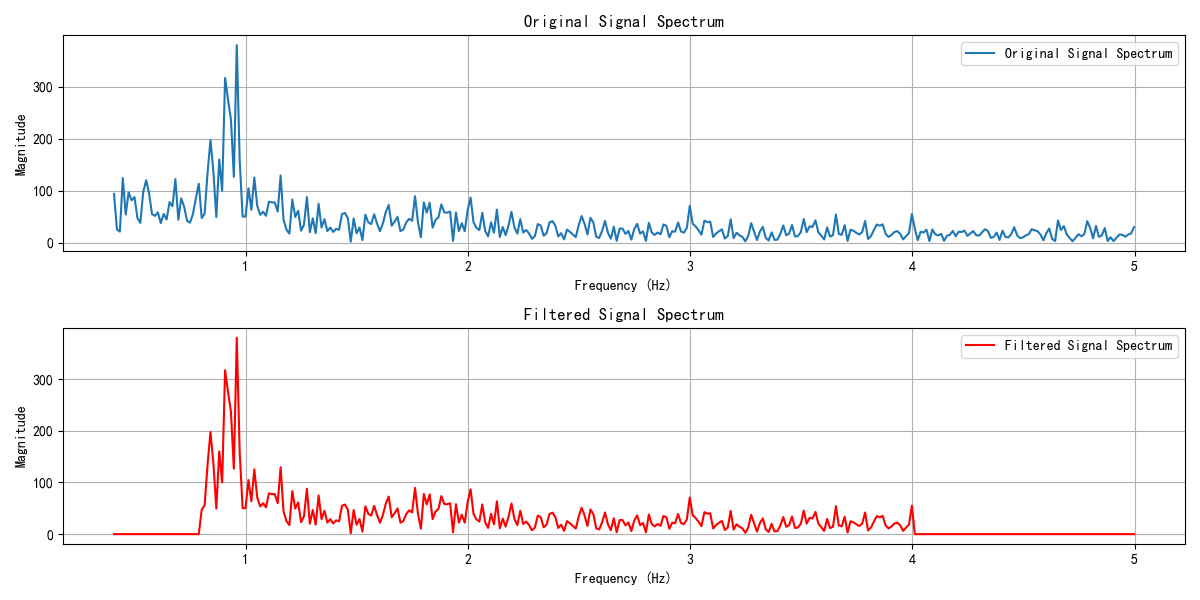 Original Signal Spectrum
Original Signal Spectrum
Magnitude
300
200
100
0
1
2
3
4
5
Frequency (Hz)
Filtered Signal Spectrum
Filtered Signal Spectrum
Magnitude
300
200
100
0
1
2
3
4
5
Frequency (Hz)